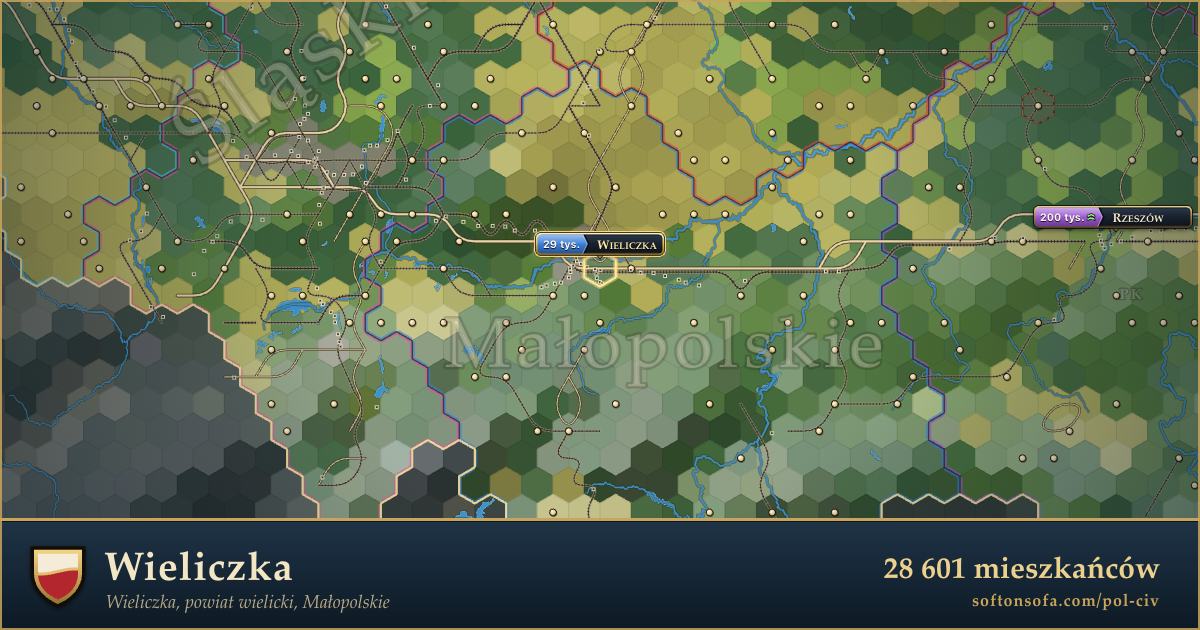 Śląskie
200 tys. Rzeszów
29 tys. Wieliczka
PK
Małopolskie
Wieliczka
28 601 mieszkańców
Wieliczka, powiat wielicki, Małopolskie
softonsofa.com/pol-civ